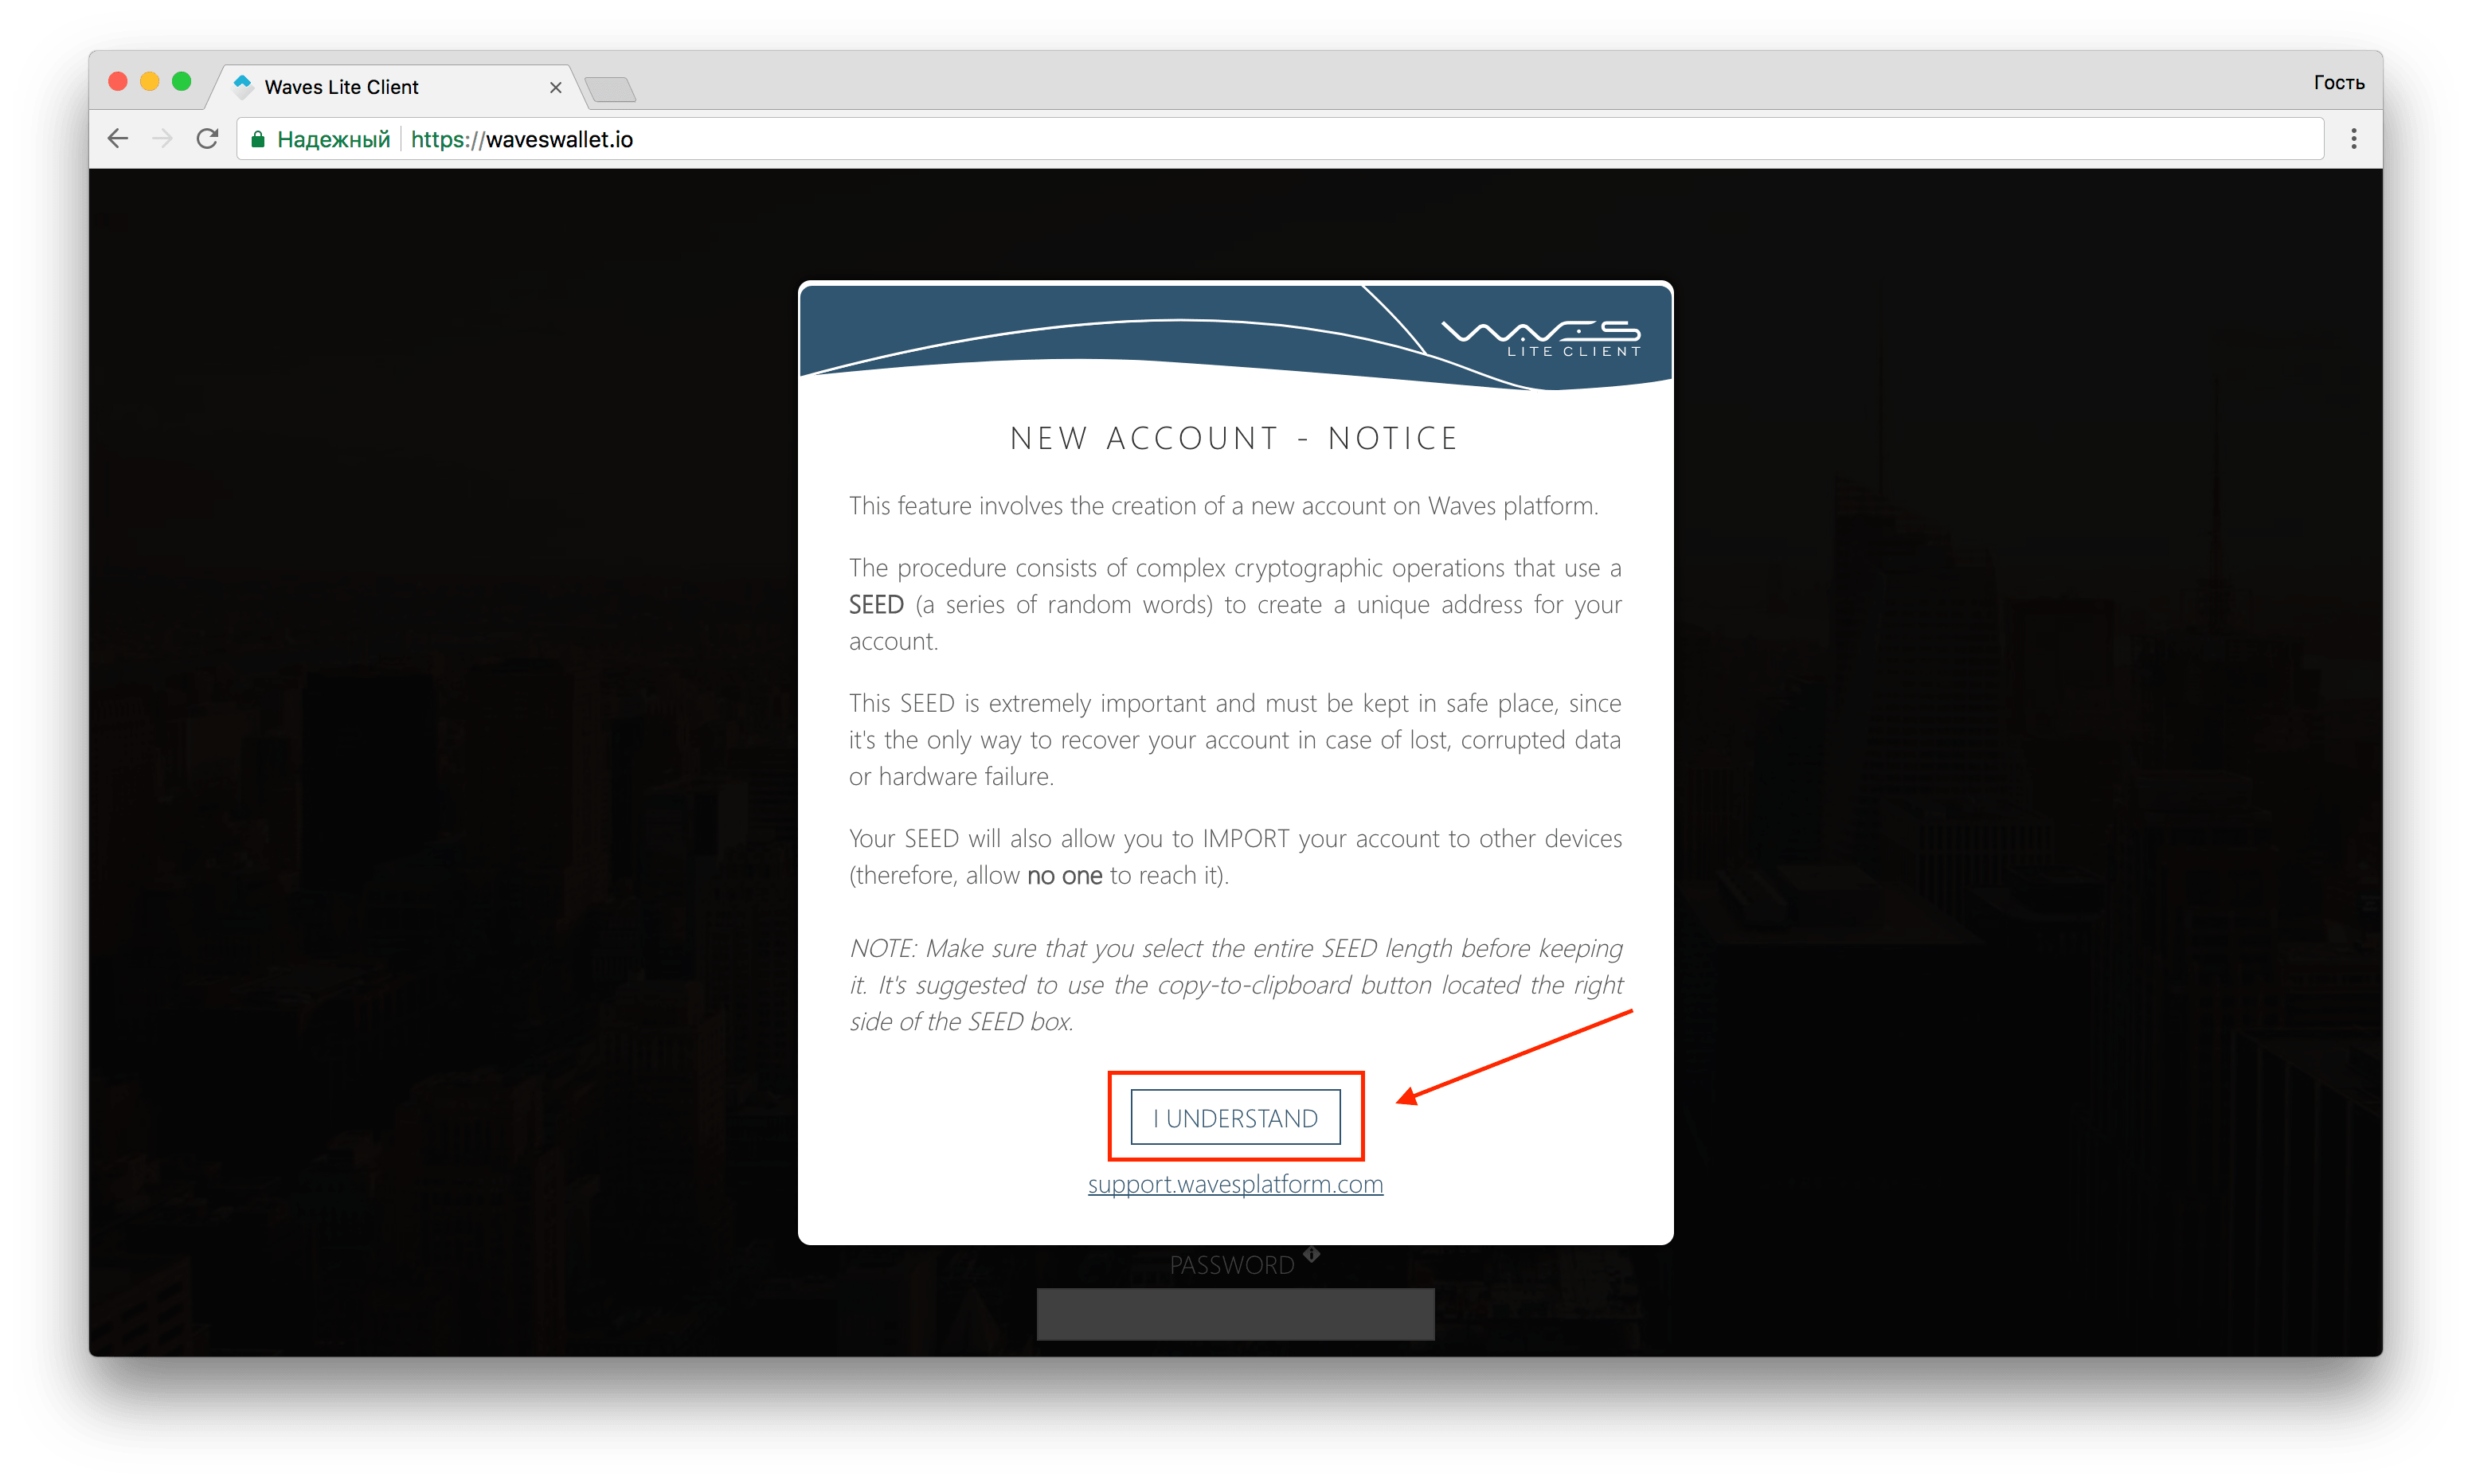 Waves Lite Client
Гость
Надежный https://waveswallet.io
WAVES
LITE CLIENT
NEW ACCOUNT - NOTICE
This feature involves the creation of a new account on Waves platform.
The procedure consists of complex cryptographic operations that use a
SEED (a series of random words) to create a unique address for your
account.
This SEED is extremely important and must be kept in safe place, since
it's the only way to recover your account in case of lost, corrupted data
or hardware failure.
Your SEED will also allow you to IMPORT your account to other devices
(therefore, allow no one to reach it).
NOTE: Make sure that you select the entire SEED length before keeping
it. It's suggested to use the copy-to-clipboard button located the right
side of the SEED box.
I UNDERSTAND
support.wavesplatform.com
PASSWORD